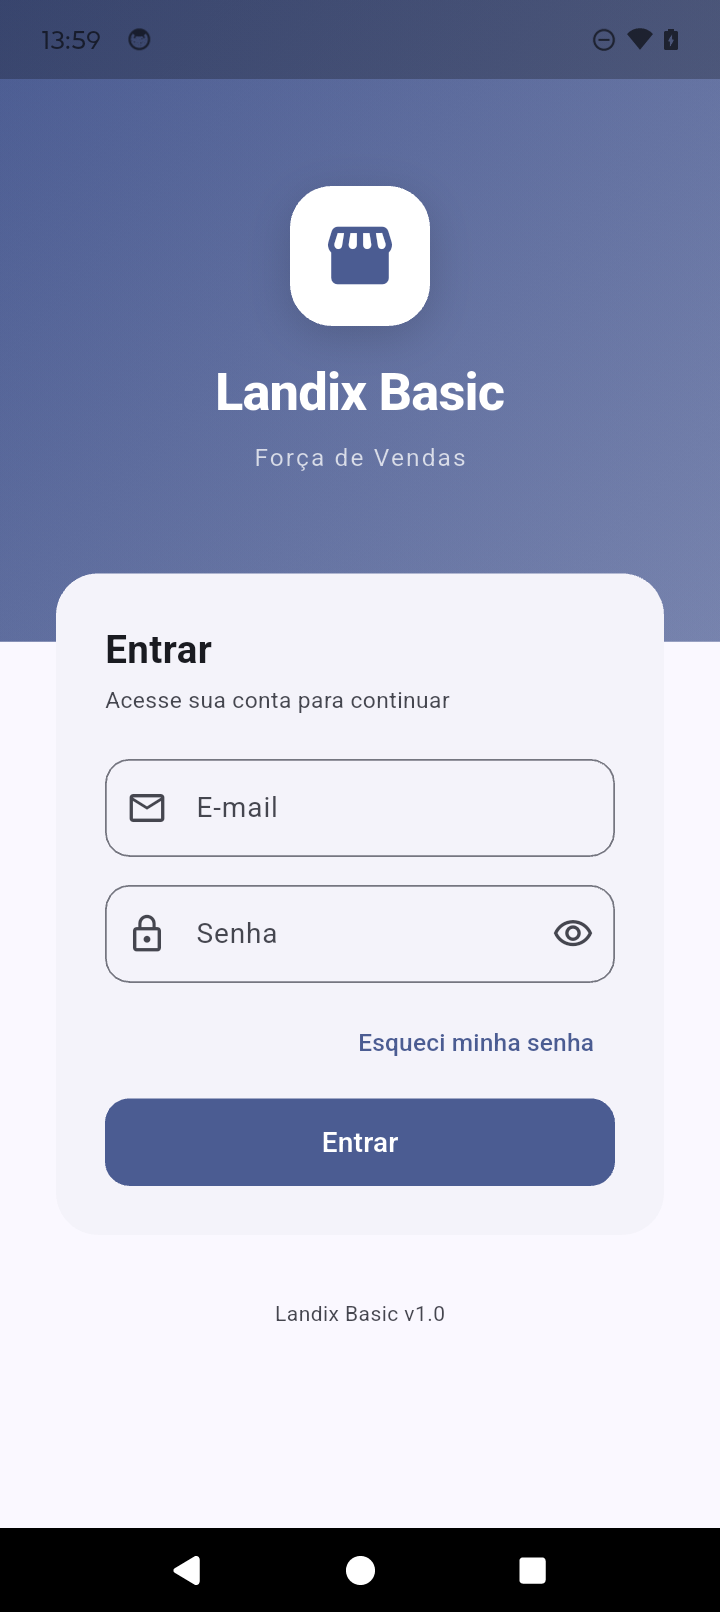 13:59
Landix Basic
Força de Vendas
Entrar
Acesse sua conta para continuar
E-mail
Senha
Esqueci minha senha
Entrar
Landix Basic v1.0